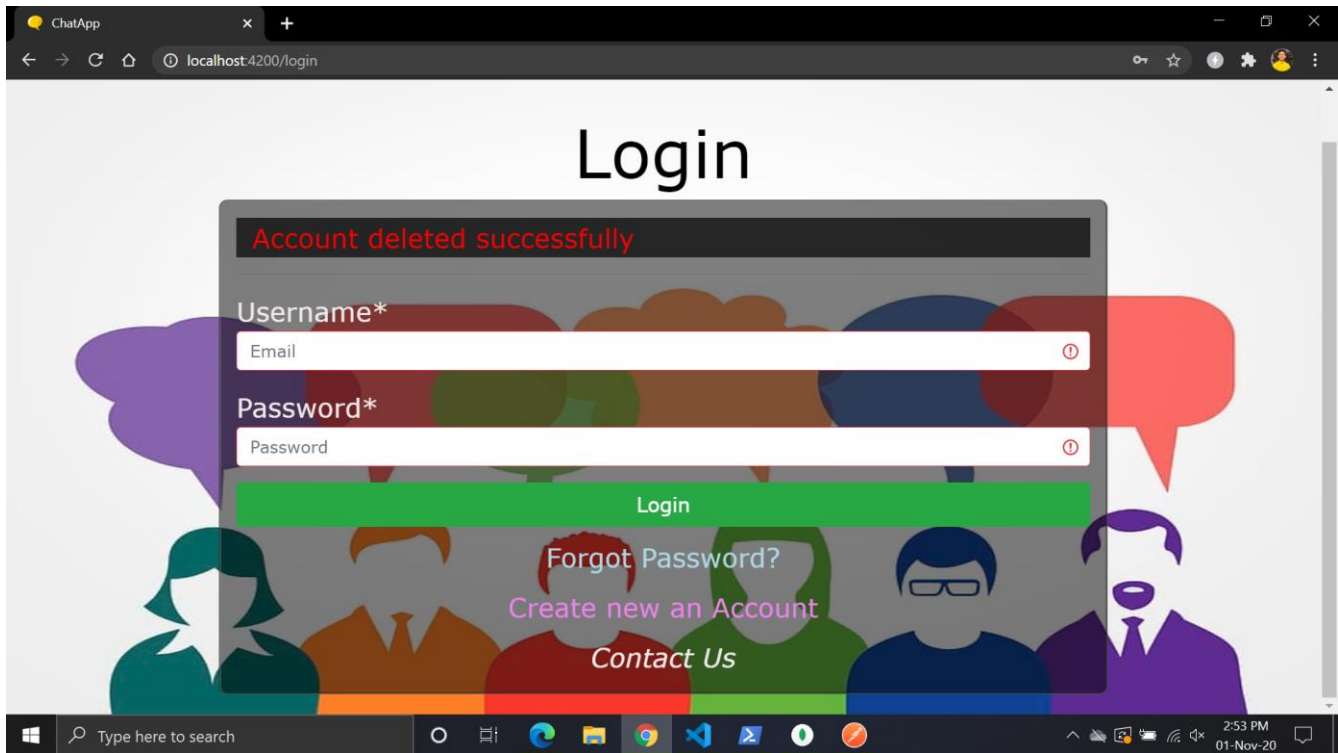 ChatApp
localhost:4200/login
Login
Account deleted successfully
Username*
Email
Password*
Password
Login
Forgot Password?
Create new an Account
Contact Us
Type here to search
2:53 PM
01-Nov-20